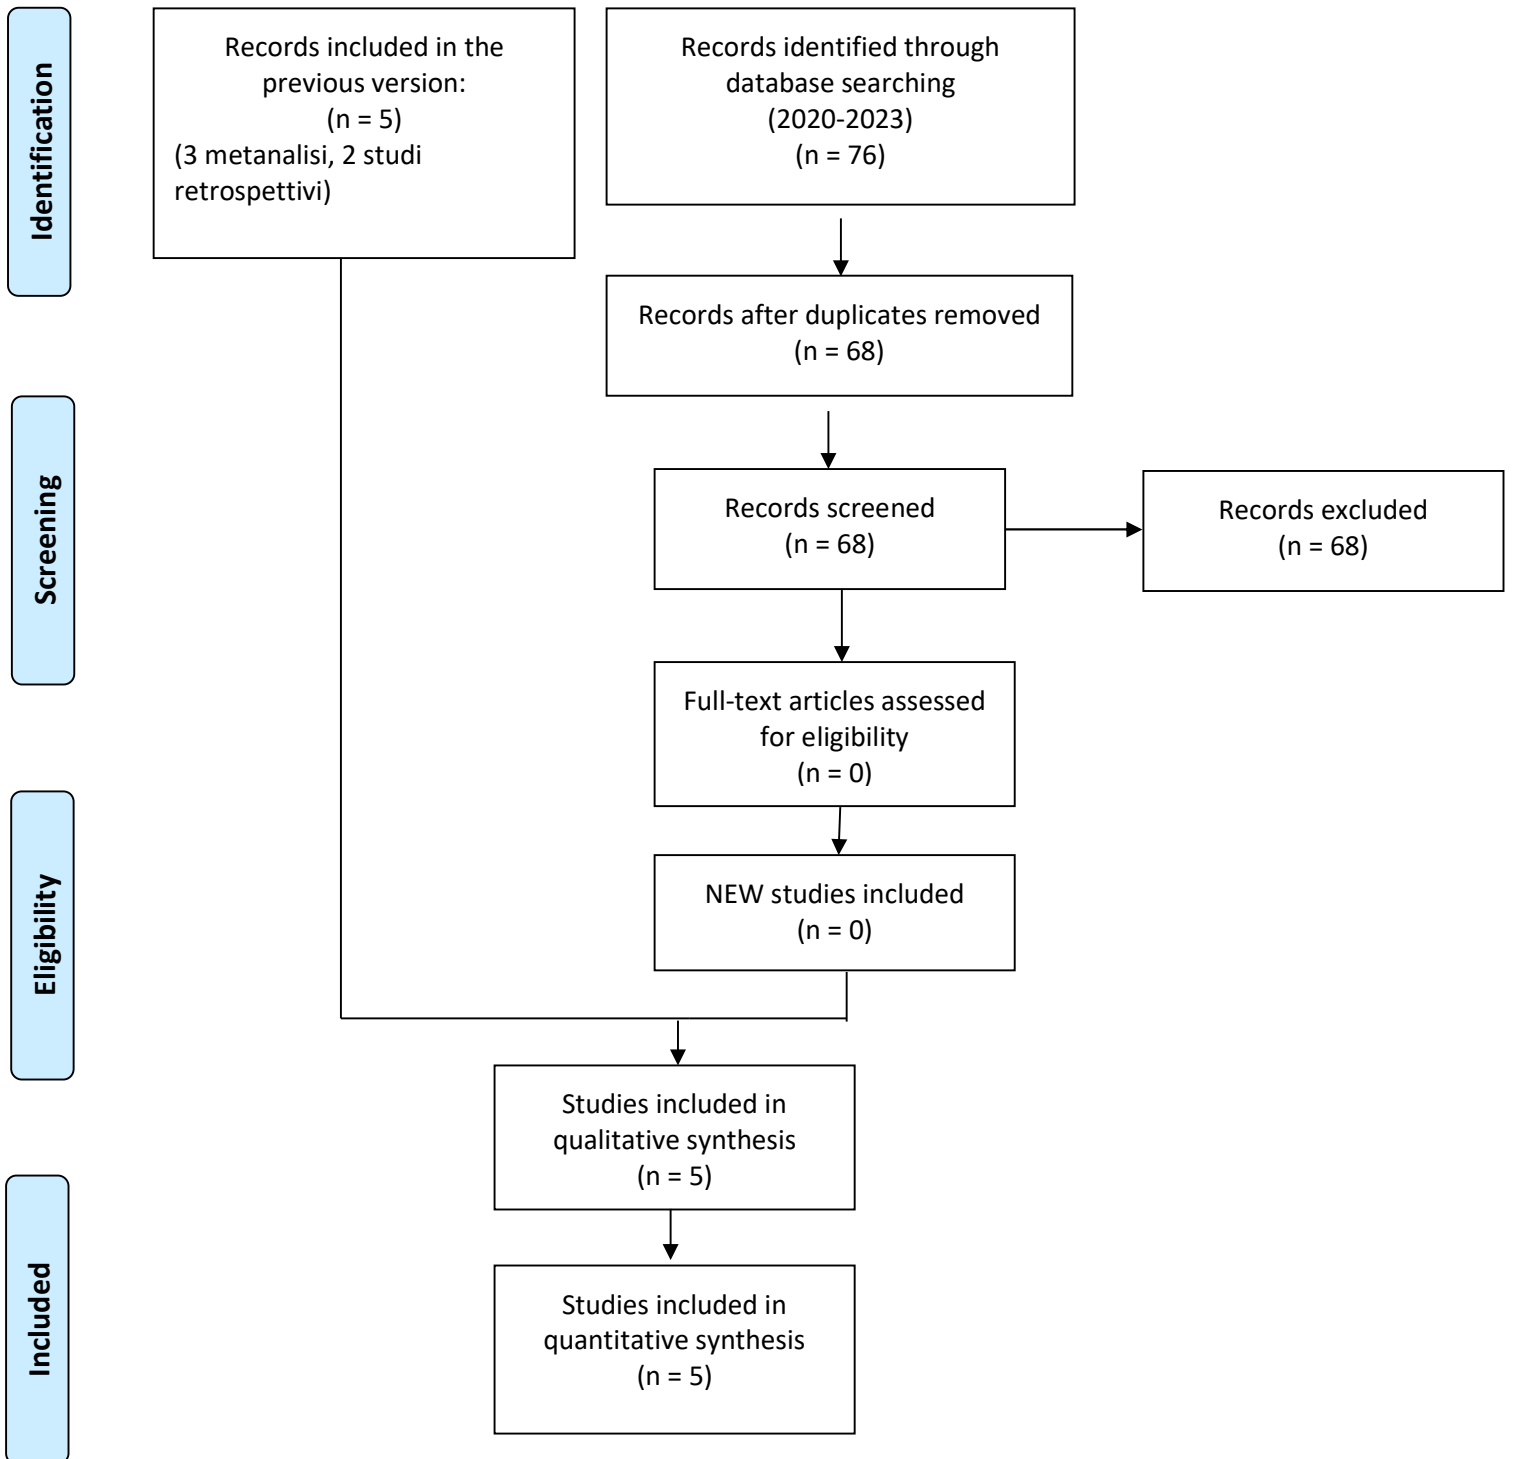 Identification
Records included in the
previous version:
(n = 5)
(3 metanalisi, 2 studi
retrospettivi)
Records identified through
database searching
(2020-2023)
(n = 76)
Records after duplicates removed
(n = 68)
Screening
Records screened
(n = 68)
Records excluded
(n = 68)
Full-text articles assessed
for eligibility
(n = 0)
Eligibility
NEW studies included
(n = 0)
Studies included in
qualitative synthesis
(n = 5)
Included
Studies included in
quantitative synthesis
(n = 5)